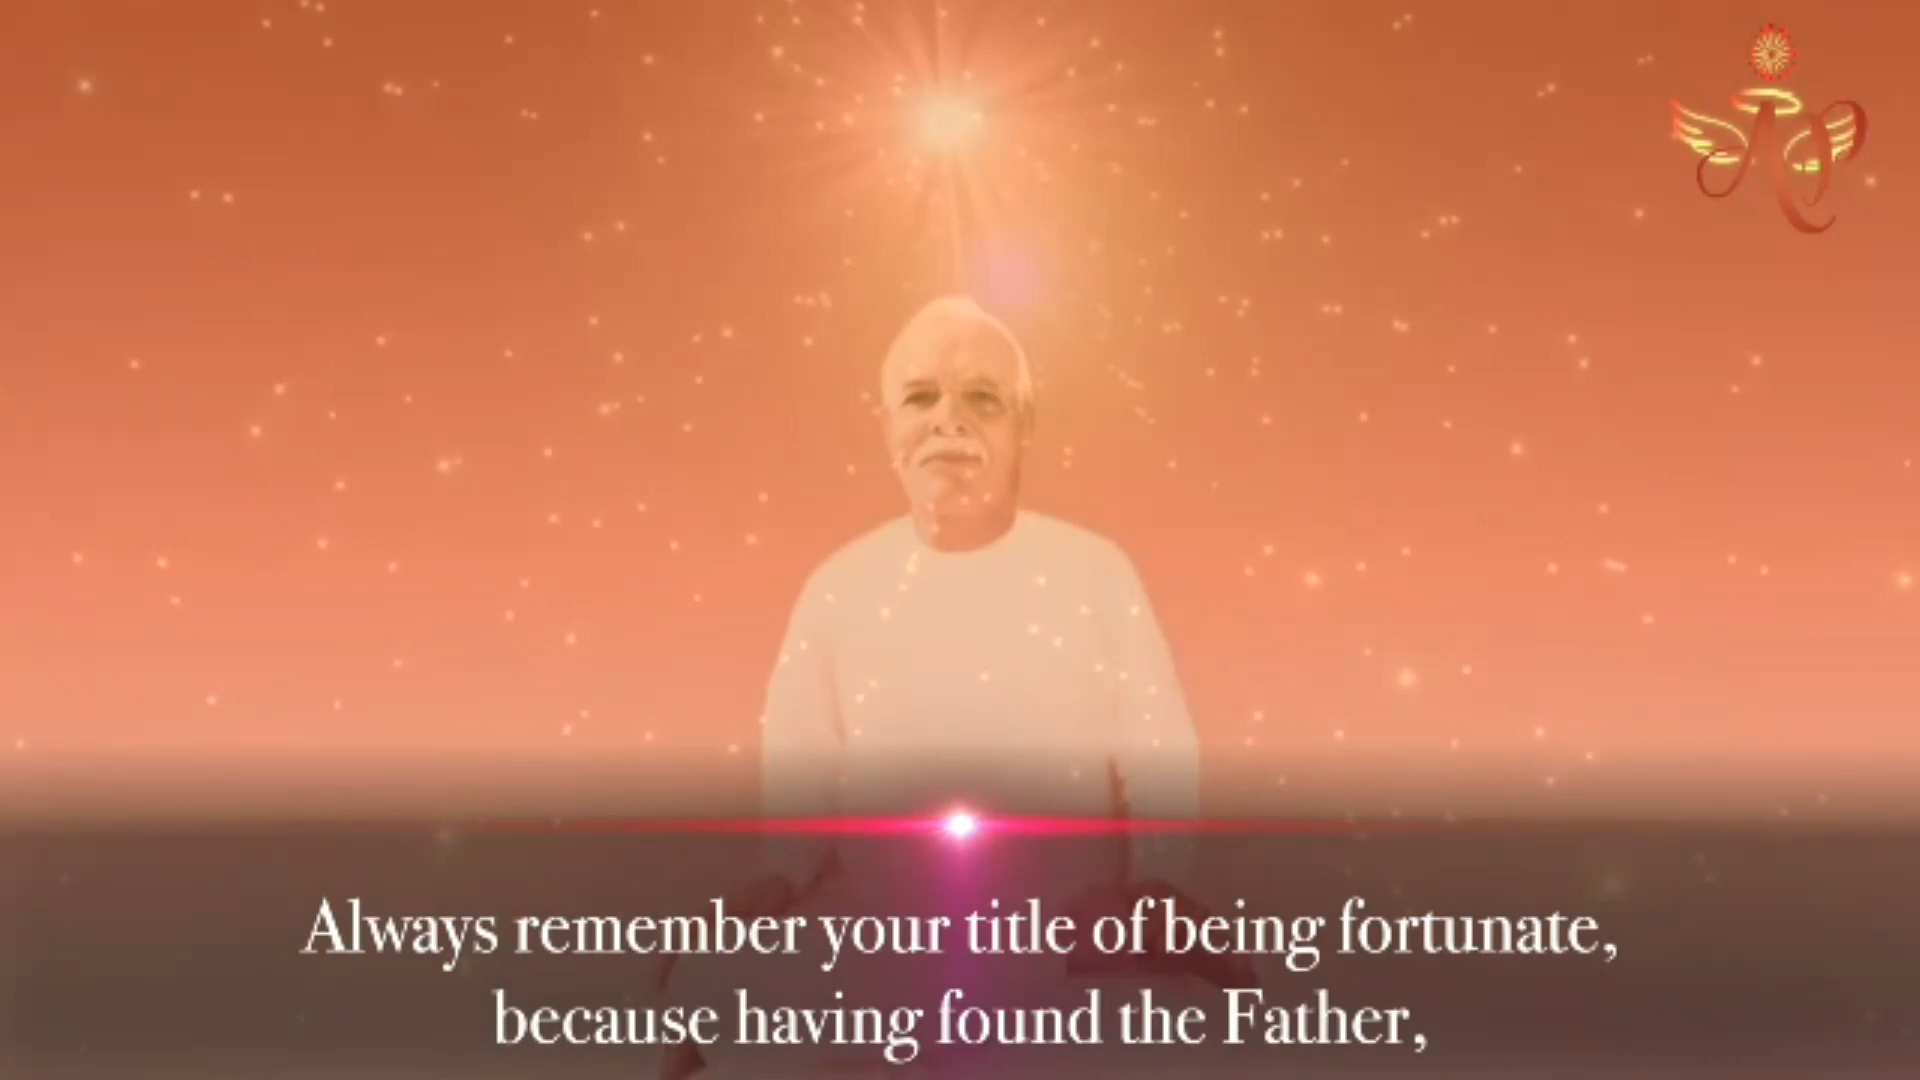 Always remember your title of being fortunate,
because having found the Father,